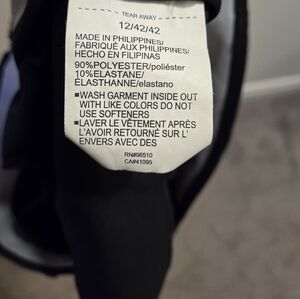 TEAR AWAY
12/42/42
MADE IN PHILIPPINES/
FABRIQUÉ AUX PHILIPPINES/
HECHO EN FILIPINAS
90%POLYESTER/poliéster
10%ELASTANE/
ÉLASTHANNE/elastano
▪WASH GARMENT INSIDE OUT
WITH LIKE COLORS DO NOT
USE SOFTENERS
▪LAVER LE VÊTEMENT APRÈS
L'AVOIR RETOURNÉ SUR L'
ENVERS AVEC DES
RN#96510
CA#41095